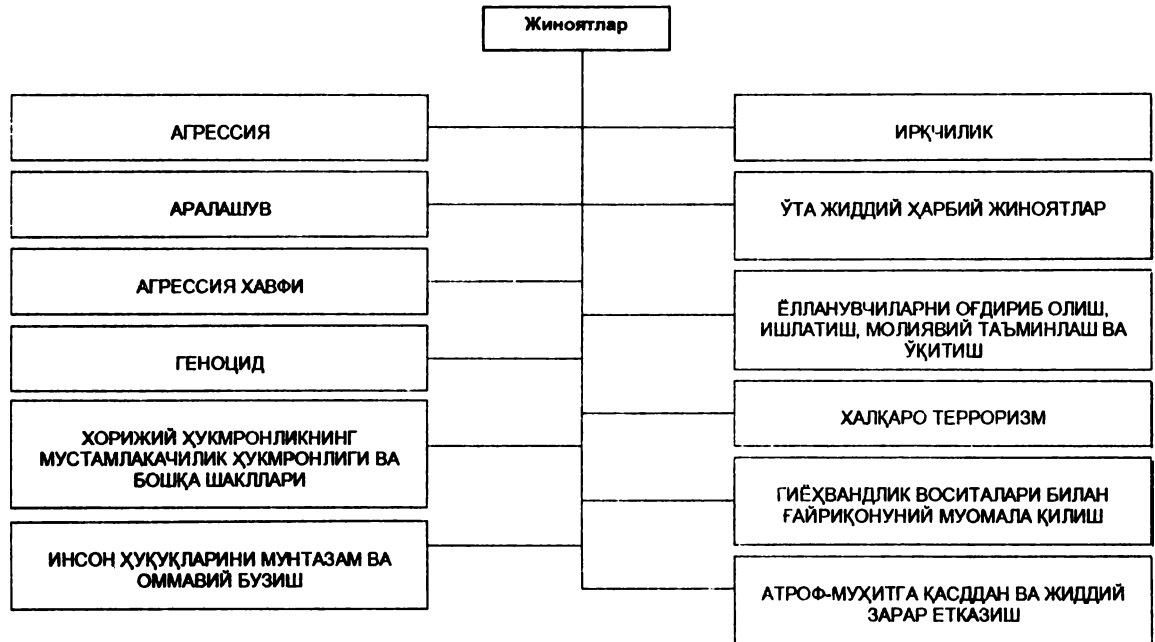 Жиноятлар
АГРЕССИЯ
АРАЛАШУВ
АГРЕССИЯ ХАВФИ
ГЕНОЦИД
ХОРИЖИЙ ҲУКМРОНЛИКНИНГ
МУСТАМЛАКАЧИЛИК ҲУКМРОНЛИГИ ВА
БОШҚА ШАКЛЛАРИ
ИНСОН ҲУҚУҚЛАРИНИ МУНТАЗАМ ВА
ОММАВИЙ БУЗИШ
ИРҚЧИЛИК
ЎТА ЖИДДИЙ ҲАРБИЙ ЖИНОЯТЛАР
ЁЛЛАНУВЧИЛАРНИ ОҒДИРИБ ОЛИШ,
ИШЛАТИШ, МОЛИЯВИЙ ТАЪМИНЛАШ ВА
ЎҚИТИШ
ХАЛҚАРО ТЕРРОРИЗМ
ГИЁҲВАНДЛИК ВОСИТАЛАРИ БИЛАН
ҒАЙРИҚОНУНИЙ МУОМАЛА ҚИЛИШ
АТРОФ-МУҲИТГА ҚАСДДАН ВА ЖИДДИЙ
ЗАРАР ЕТКАЗИШ